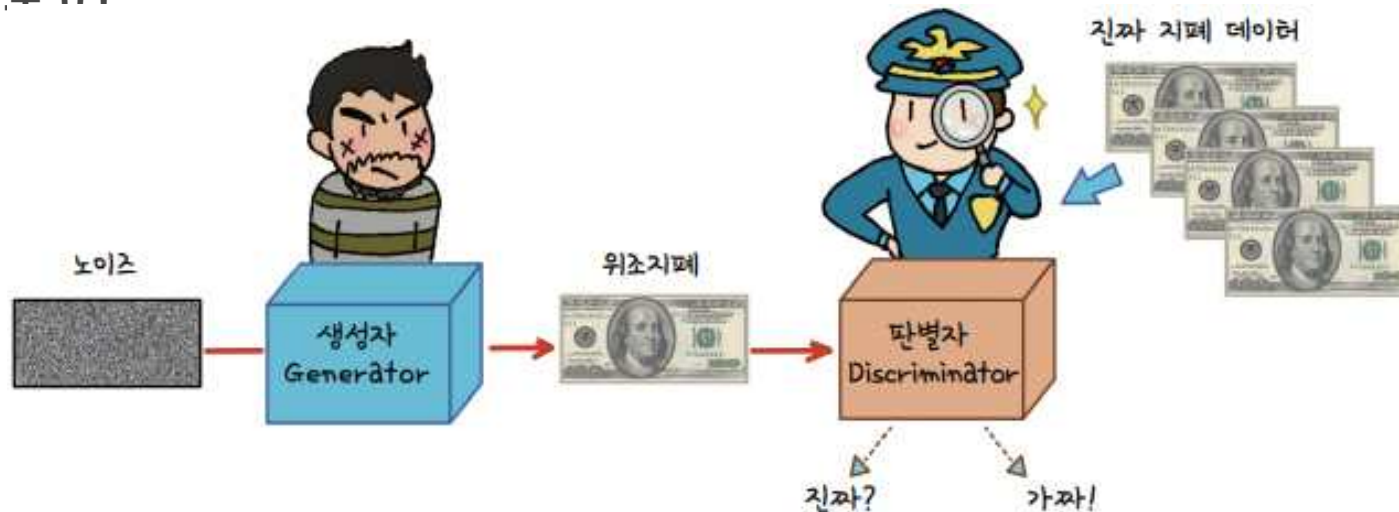 진짜 지폐 데이터
노이즈
위조지폐
생성자
Generator
판별자
Discriminator
진짜?
가짜!